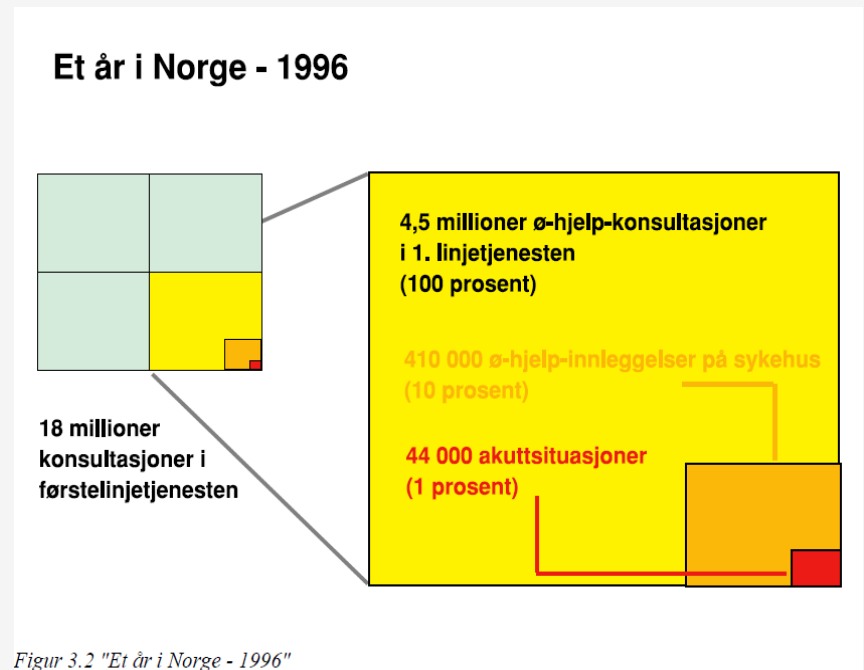 Et år i Norge - 1996
4,5 millioner ø-hjelp-konsultasjoner
i 1. linjetjenesten
(100 prosent)
410 000 ø-hjelp-innleggelser på sykehus
(10 prosent)
44 000 akuttsituasjoner
(1 prosent)
18 millioner
konsultasjoner i
førstelinjetjenesten
Figur 3.2 "Et år i Norge - 1996"